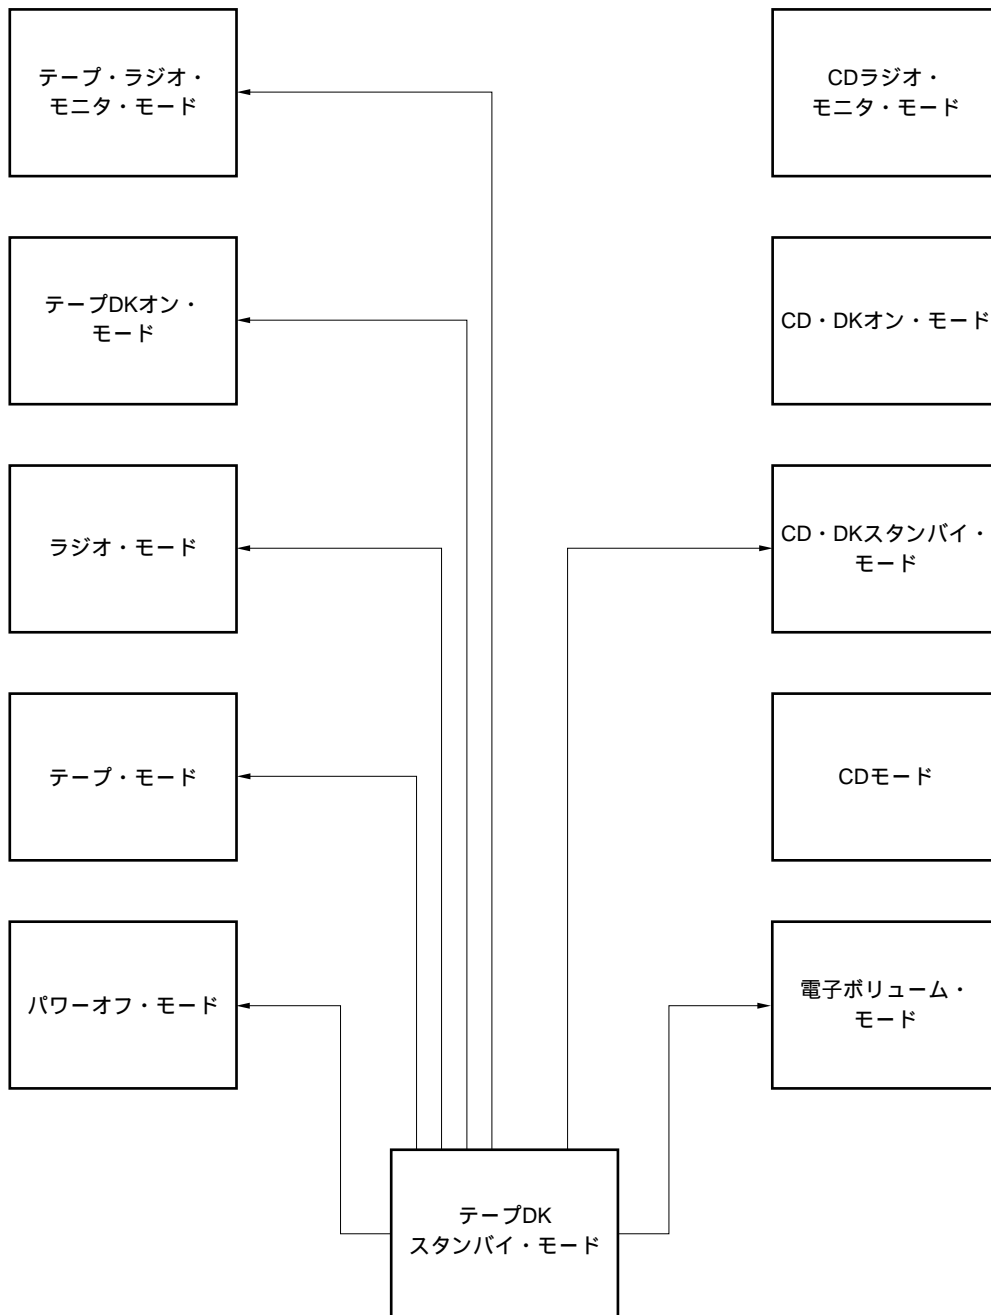 テープ・ラジオ・
モニタ・モード
CDラジオ・
モニタ・モード
テープDKオン・
モード
CD・DKオン・モード
ラジオ・モード
CD・DKスタンバイ・
モード
テープ・モード
CDモード
パワーオフ・モード
電子ボリューム・
モード
テープDK
スタンバイ・モード